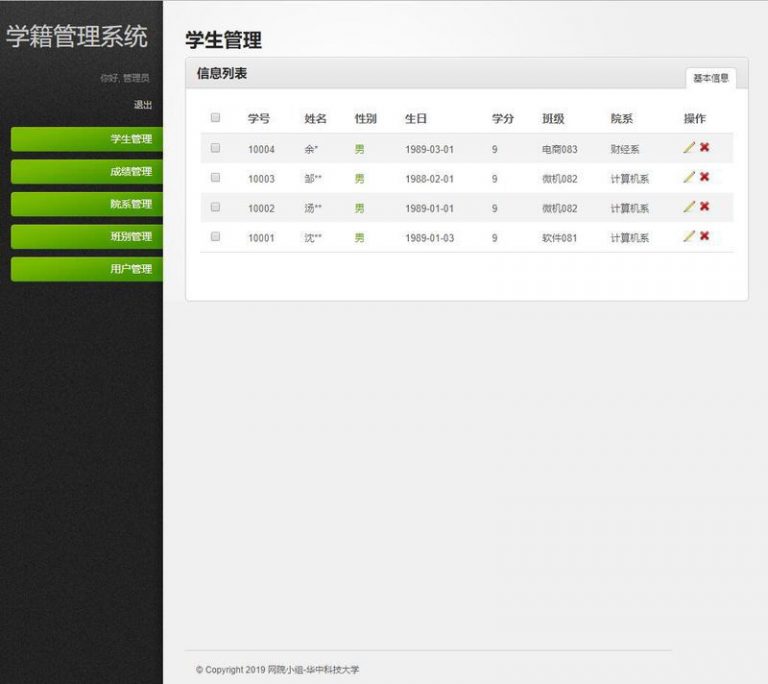 学籍管理系统
你好, 管理员
退出
学生管理
成绩管理
院系管理
班别管理
用户管理
学生管理
信息列表
基本信息
学号 姓名 性别 生日 学分 班级 院系 操作
10004 余* 男 1989-03-01 9 电商083 财经系
10003 邹** 男 1988-02-01 9 微机082 计算机系
10002 汤** 男 1989-01-01 9 微机082 计算机系
10001 沈** 男 1989-01-03 9 软件081 计算机系
© Copyright 2019 网院小组-华中科技大学